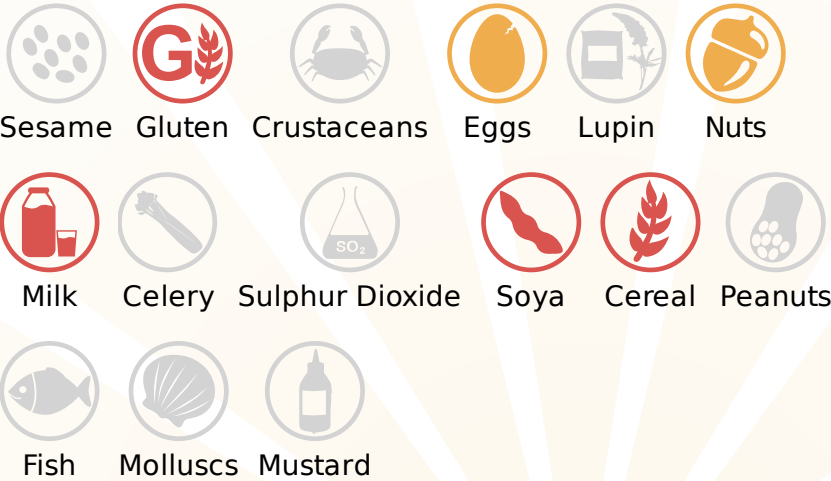 G
Sesame Gluten Crustaceans Eggs Lupin Nuts
SO₂
Milk Celery Sulphur Dioxide Soya Cereal Peanuts
Fish Molluscs Mustard